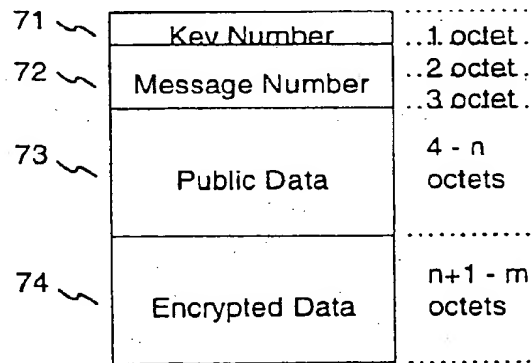 71 Key Number 1 octet
72 Message Number 2 octet
3 octet
73 Public Data 4 - n octets
74 Encrypted Data n+1 - m octets